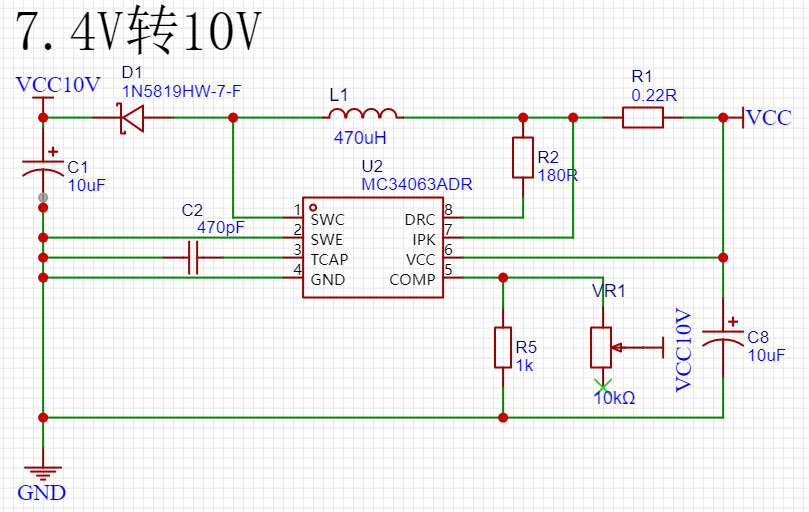 7.4V转10V
VCC10V
D1
1N5819HW-7-F
L1
470uH
R1
0.22R
VCC
C1
10uF
R2
180R
U2
MC34063ADR
C2
470pF
1 SWC
2 SWE
3 TCAP
4 GND
DRC 8
IPK 7
VCC 6
COMP 5
R5
1k
VR1
10kΩ
VCC10V
C8
10uF
GND